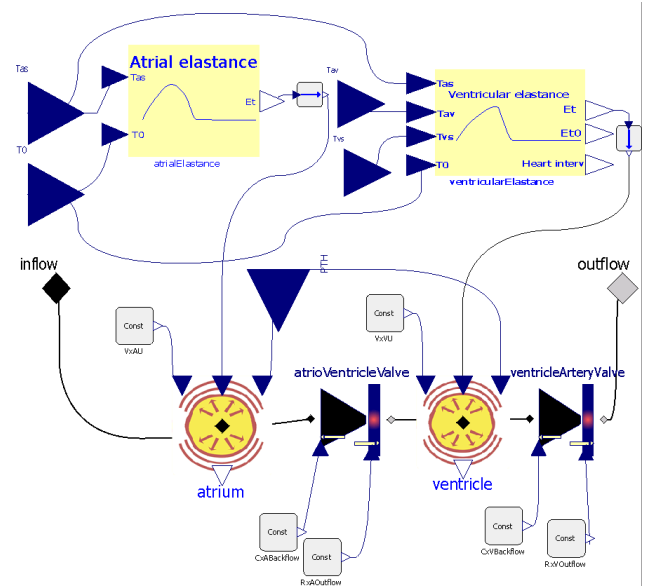 Atrial elastance
Tas
Tas
Et
T0
T0
atrialElastance
Tav
Tvs
Ventricular elastance
Tas
Tav
Tvs
T0
Et
Et0
Heart interv
ventricularElastance
inflow
outflow
PTH
Const
VxAU
Const
VxVU
atrioVentricleValve
ventricleArteryValve
atrium
ventricle
Const
CxABackflow
Const
RxAOutflow
Const
CxVBackflow
Const
RxVOutflow